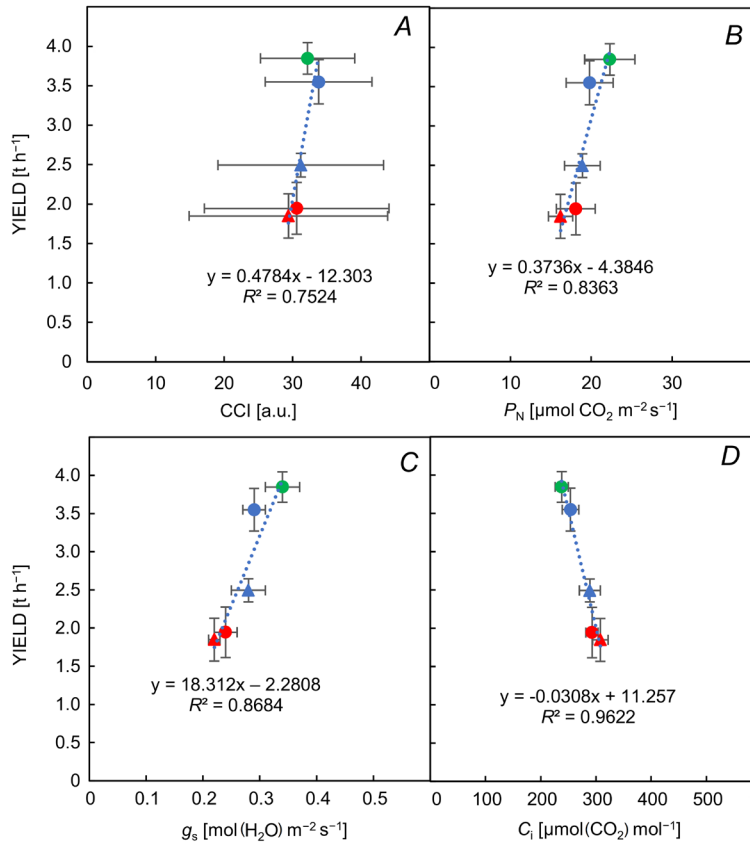 A
B
YIELD [t h⁻¹]
4.0
3.5
3.0
2.5
2.0
1.5
1.0
0.5
0
y = 0.4784x - 12.303
R² = 0.7524
y = 0.3736x - 4.3846
R² = 0.8363
0 10 20 30 40
0 10 20 30
CCI [a.u.]
P_N [µmol CO₂ m⁻² s⁻¹]
C
D
YIELD [t h⁻¹]
4.0
3.5
3.0
2.5
2.0
1.5
1.0
0.5
0
y = 18.312x – 2.2808
R² = 0.8684
y = -0.0308x + 11.257
R² = 0.9622
0 0.1 0.2 0.3 0.4 0.5
0 100 200 300 400 500
g_s [mol (H₂O) m⁻² s⁻¹]
C_i [µmol (CO₂) mol⁻¹]